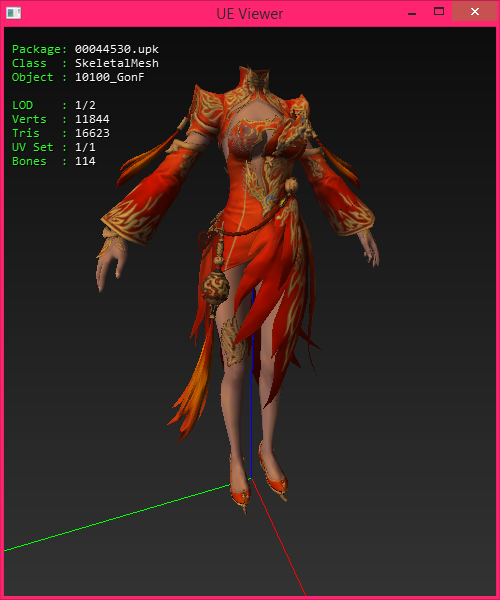 UE Viewer
Package: 00044530.upk
Class  : SkeletalMesh
Object : 10100_GonF
LOD    : 1/2
Verts  : 11844
Tris   : 16623
UV Set : 1/1
Bones  : 114